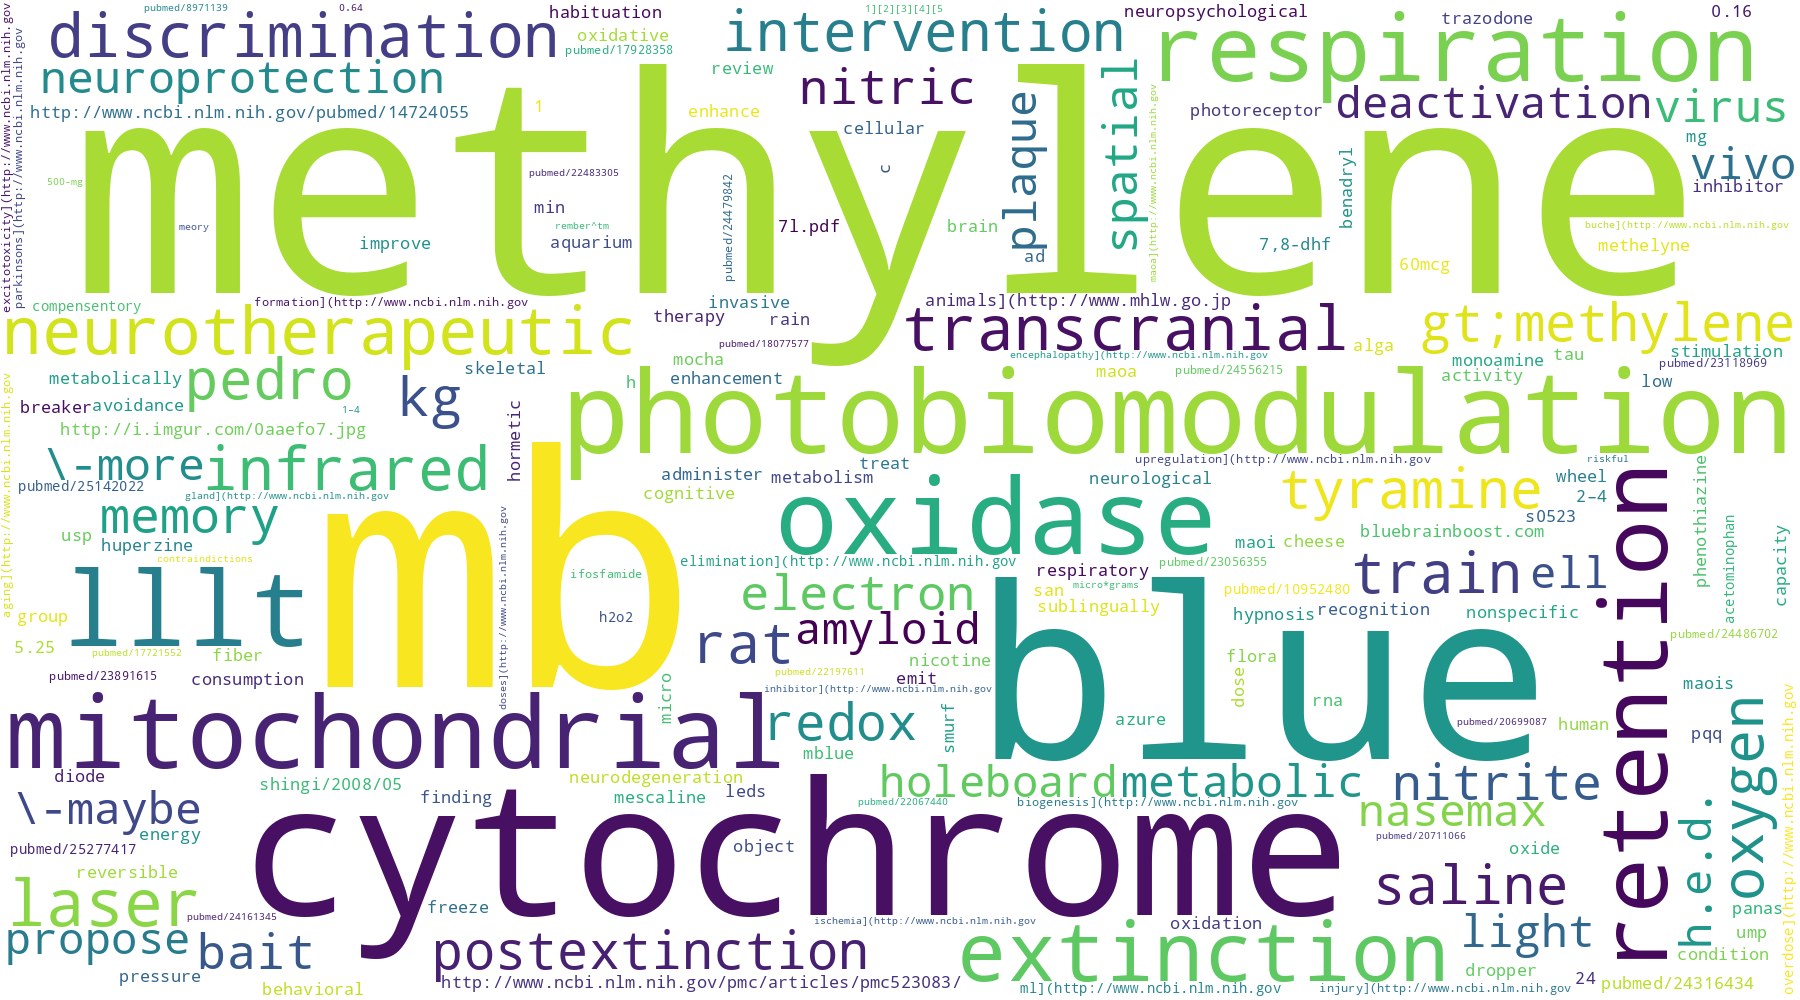 pubmed/8971139
0.64
habituation
1][2][3][4][5
neuropsychological
trazodone
0.16
discrimination
oxidative
pubmed/17928358
intervention
respiration
excitotoxicity](http://www.ncbi.nlm.nih.gov
parkinsons](http://www.ncbi.nlm.nih.gov
neuroprotection
review
nitric
plaque
spatial
maoa](http://www.ncbi.nlm.nih.gov
photoreceptor
deactivation
virus
http://www.ncbi.nlm.nih.gov/pubmed/14724055
1
enhance
cellular
mg
methylene
vivo
500-mg
pubmed/22483305
pubmed/24479842
c
benadryl
inhibitor
meory
min
rember^tm
7l.pdf
brain
buche](http://www.ncbi.nlm.nih.gov
improve
aquarium
ad
7,8-dhf
methelyne
60mcg
compensentory
formation](http://www.ncbi.nlm.nih.gov
invasive
animals](http://www.mhlw.go.jp
neurotherapeutic
therapy
rain
transcranial
gt;methylene
pubmed/18077577
mocha
encephalopathy](http://www.ncbi.nlm.nih.gov
alga
monoamine
tau
stimulation
pubmed/23118969
aging](http://www.ncbi.nlm.nih.gov
metabolically
pedro
kg
skeletal
h
enhancement
maoa
pubmed/24556215
activity
low
breaker
avoidance
1-4
photobiomodulation
http://i.imgur.com/0aaefo7.jpg
hormetic
\-more
infrared
mb
administer
metabolism
treat
upregulation](http://www.ncbi.nlm.nih.gov
riskful
pubmed/25142022
gland](http://www.ncbi.nlm.nih.gov
cognitive
oxidase
neurological
tyramine
wheel
2-4
retention
phenothiazine
memory
s0523
usp
huperzine
doses](http://www.ncbi.nlm.nih.gov
maoi
cheese
bluebrainboost.com
acetominophan
capacity
contraindictions
elimination](http://www.ncbi.nlm.nih.gov
pubmed/23056355
lllt
ifosfamide
respiratory
micro*grams
train
ell
electron
san
sublingually
pubmed/10952480
blue
group
h2o2
rat
amyloid
hypnosis
recognition
nonspecific
5.25
pubmed/17721552
fiber
nicotine
flora
pubmed/24486702
pubmed/23891615
consumption
micro
pubmed/22197611
emit
dose
rna
maois
inhibitor](http://www.ncbi.nlm.nih.gov
mitochondrial
redox
smurf
azure
pubmed/20699087
human
pqq
oxygen
overdose](http://www.ncbi.nlm.nih.gov
mblue
diode
shingi/2008/05
neurodegeneration
leds
holeboard
metabolic
nitrite
h.e.d.
\-maybe
finding
mescaline
pubmed/22067440
biogenesis](http://www.ncbi.nlm.nih.gov
nasemax
energy
cytochrome
pubmed/20711066
pubmed/25277417
object
oxide
reversible
laser
saline
pubmed/24161345
freeze
ischemia](http://www.ncbi.nlm.nih.gov
oxidation
panas
propose
bait
postextinction
extinction
light
ump
condition
pressure
dropper
behavioral
http://www.ncbi.nlm.nih.gov/pmc/articles/pmc523083/
ml](http://www.ncbi.nlm.nih.gov
injury](http://www.ncbi.nlm.nih.gov
24
pubmed/24316434